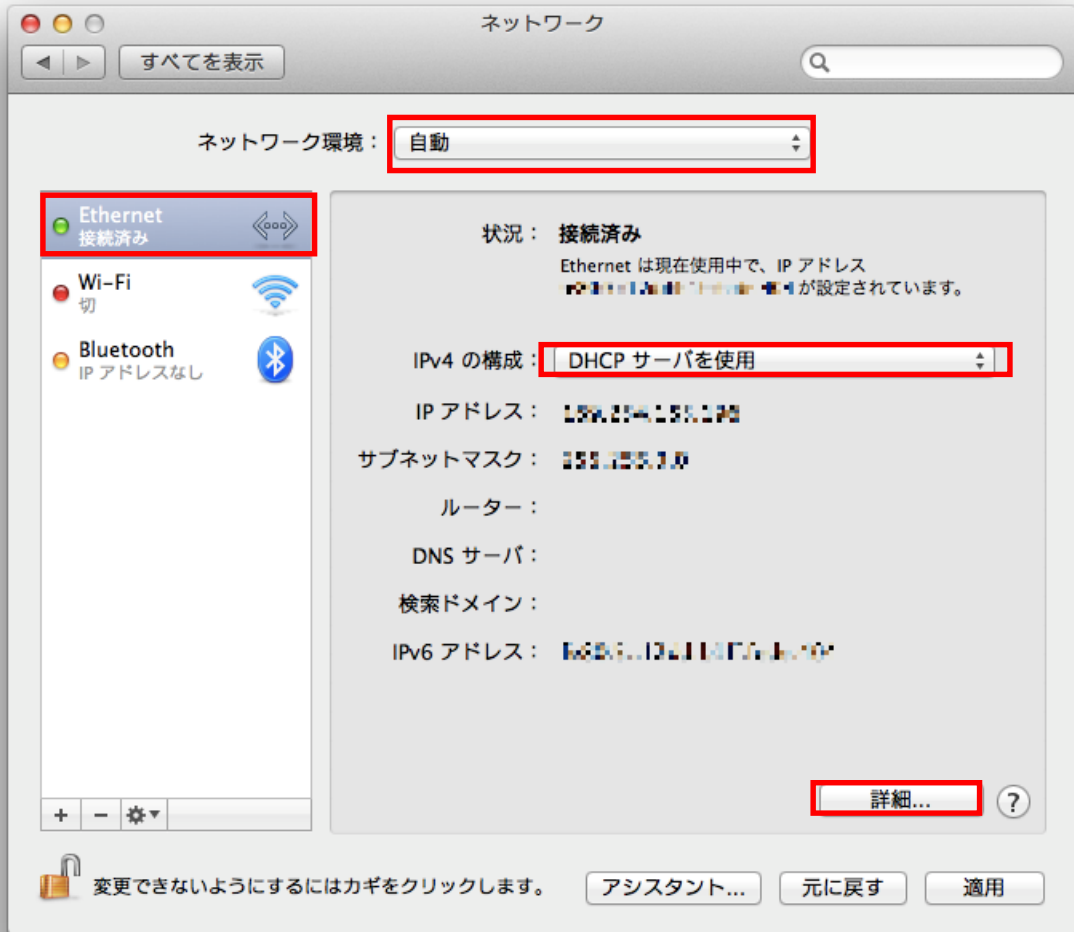 ネットワーク
すべてを表示
ネットワーク環境： 自動
Ethernet
接続済み
Wi-Fi
切
Bluetooth
IP アドレスなし
状況： 接続済み
Ethernet は現在使用中で、IP アドレス
が設定されています。
IPv4 の構成： DHCP サーバを使用
IP アドレス：
サブネットマスク：
ルーター：
DNS サーバ：
検索ドメイン：
IPv6 アドレス：
詳細...
?
変更できないようにするにはカギをクリックします。
アシスタント... 元に戻す 適用